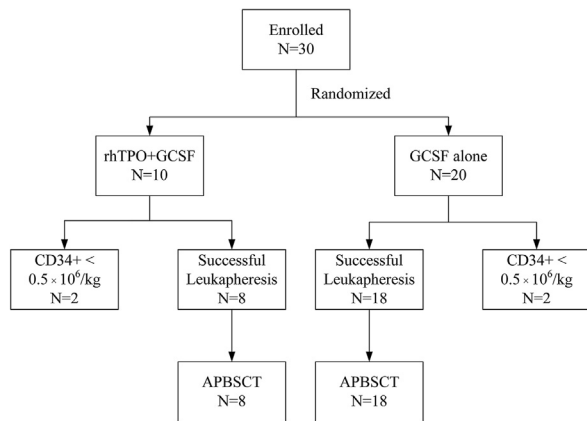 Enrolled
N=30
Randomized
rhTPO+GCSF
N=10
GCSF alone
N=20
CD34+ <
0.5 × 10⁶/kg
N=2
Successful
Leukapheresis
N=8
Successful
Leukapheresis
N=18
CD34+ <
0.5 × 10⁶/kg
N=2
APBSCT
N=8
APBSCT
N=18